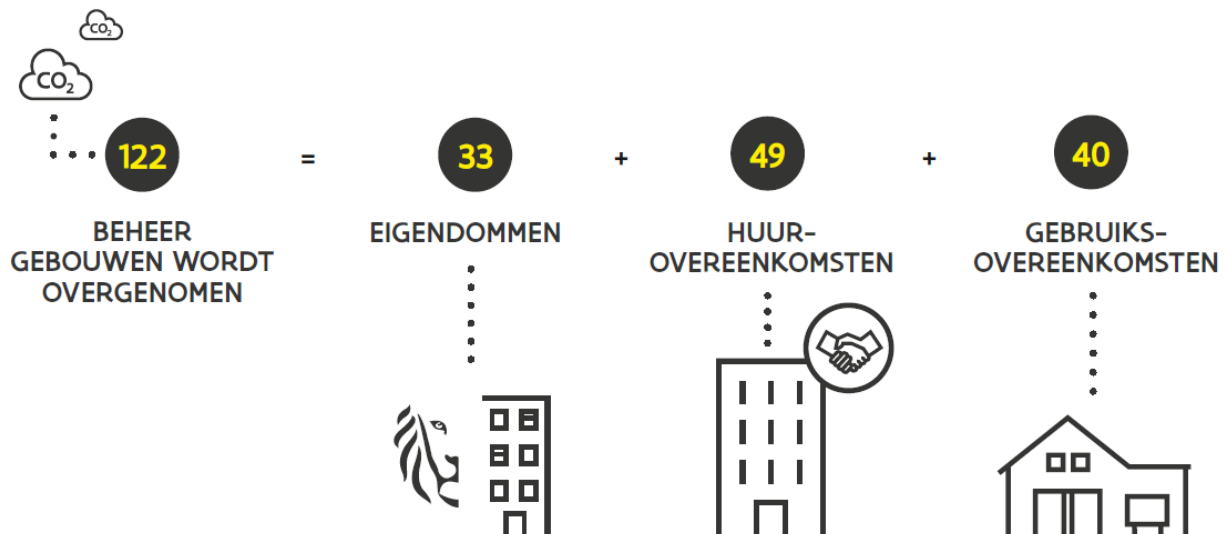 CO₂
CO₂
122 = 33 + 49 + 40
BEHEER
GEBOUWEN WORDT
OVERGENOMEN
EIGENDOMMEN
HUUR-
OVEREENKOMSTEN
GEBRUIKS-
OVEREENKOMSTEN